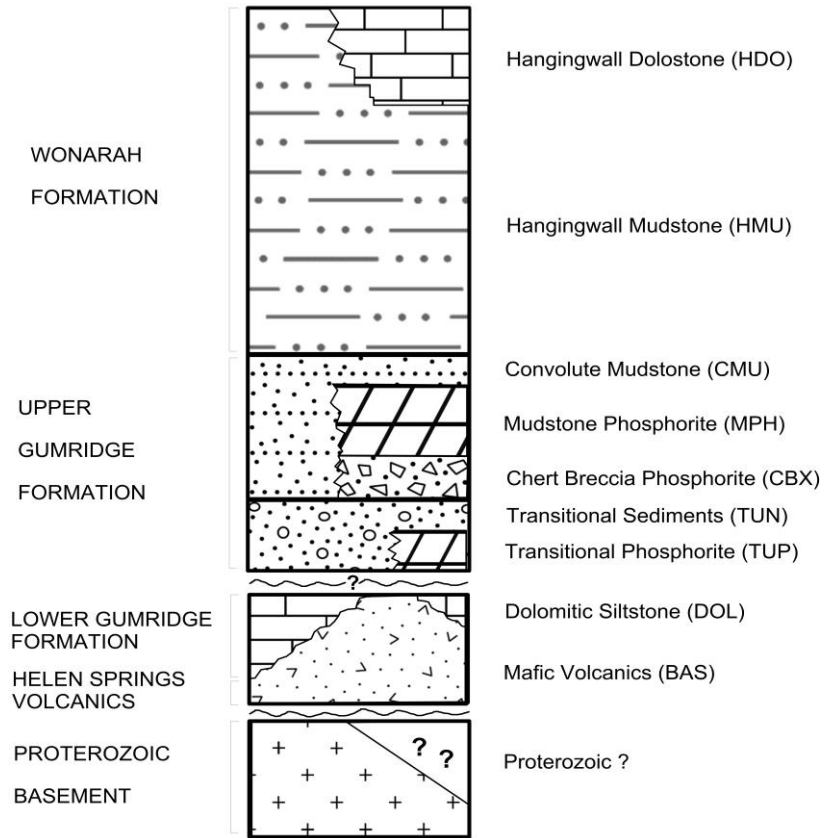 Hangingwall Dolostone (HDO)
WONARAH
FORMATION
Hangingwall Mudstone (HMU)
Convolute Mudstone (CMU)
UPPER
GUMRIDGE
FORMATION
Mudstone Phosphorite (MPH)
Chert Breccia Phosphorite (CBX)
Transitional Sediments (TUN)
Transitional Phosphorite (TUP)
?
LOWER GUMRIDGE
FORMATION
Dolomitic Siltstone (DOL)
HELEN SPRINGS
VOLCANICS
Mafic Volcanics (BAS)
PROTEROZOIC
BASEMENT
? ?
Proterozoic ?